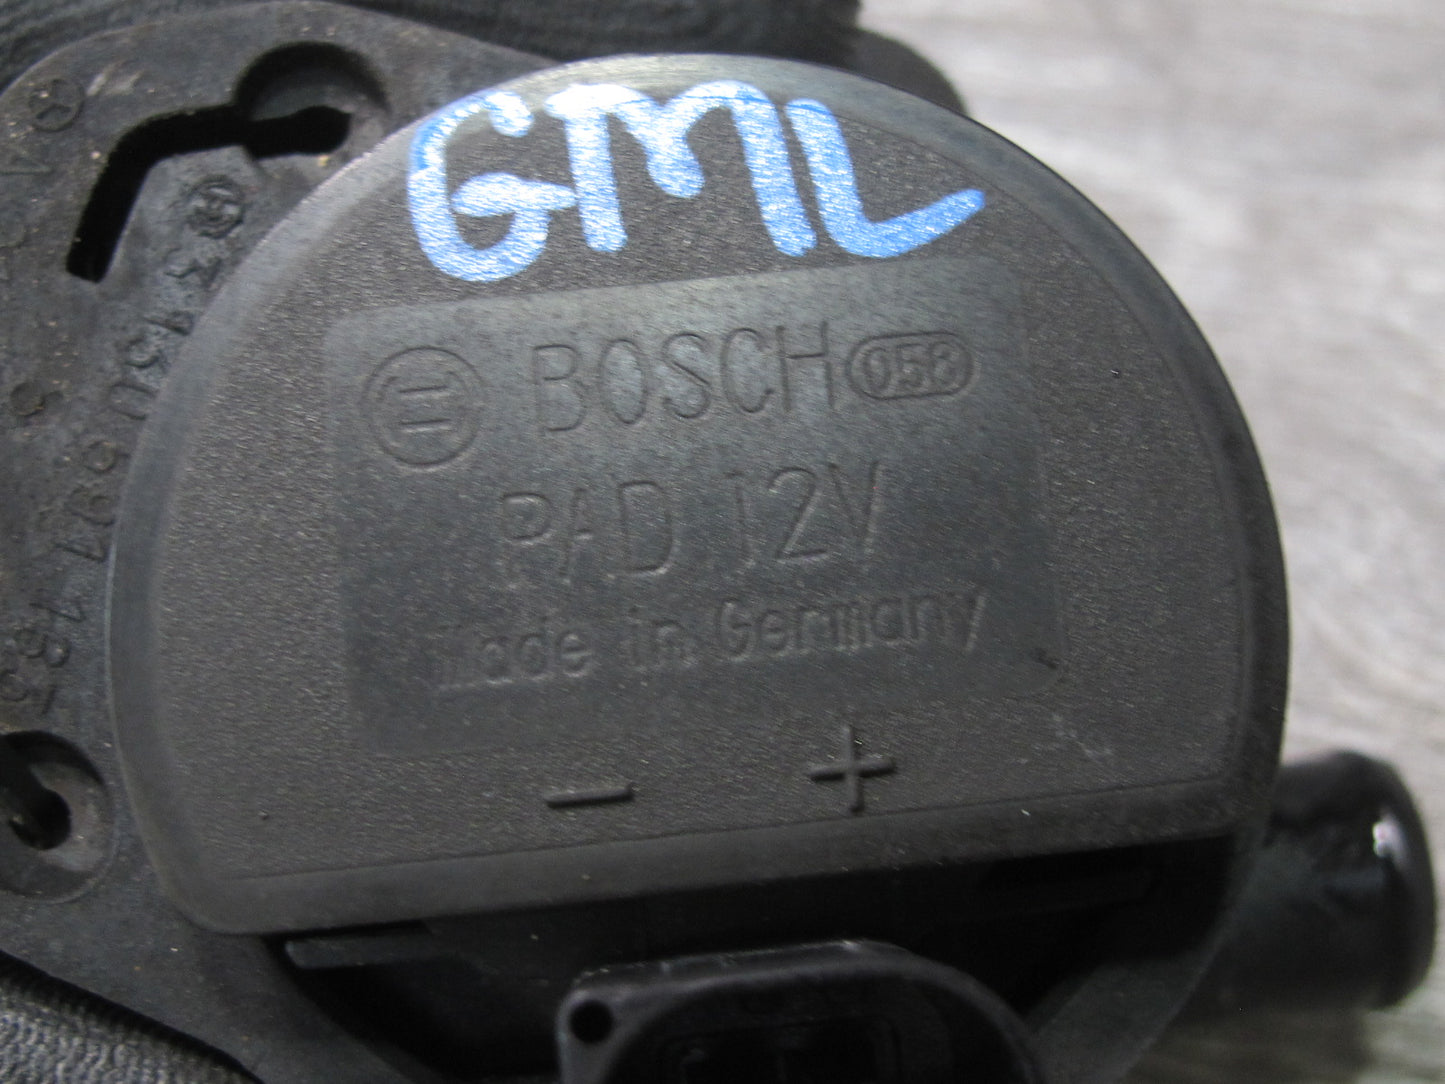 GML
BOSCH 058
PAD 12V
Made in Germany
- +